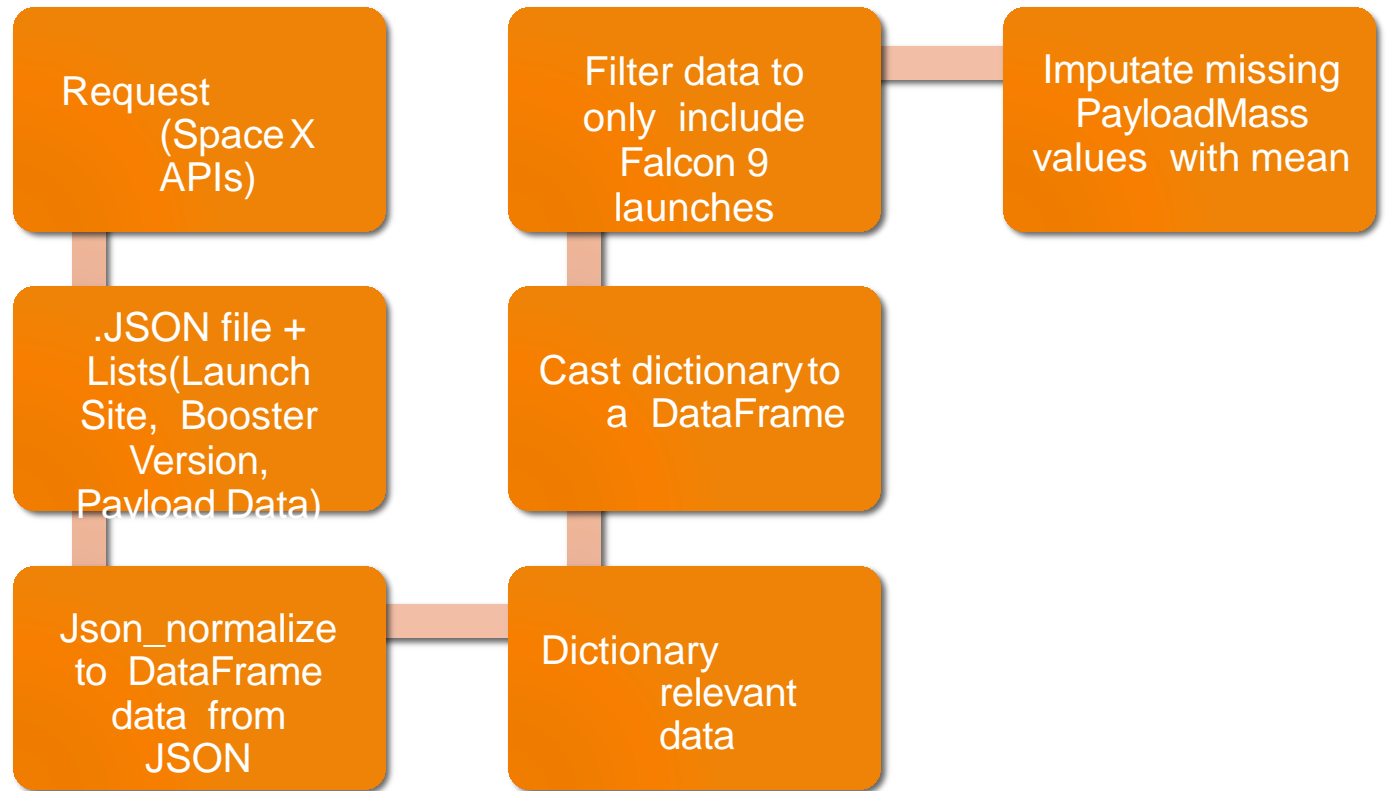 Request
(Space X
APIs)
.JSON file +
Lists(Launch
Site, Booster
Version,
Payload Data)
Json_normalize
to DataFrame
data from
JSON
Dictionary
relevant
data
Cast dictionary to
a DataFrame
Filter data to
only include
Falcon 9
launches
Imputate missing
PayloadMass
values with mean